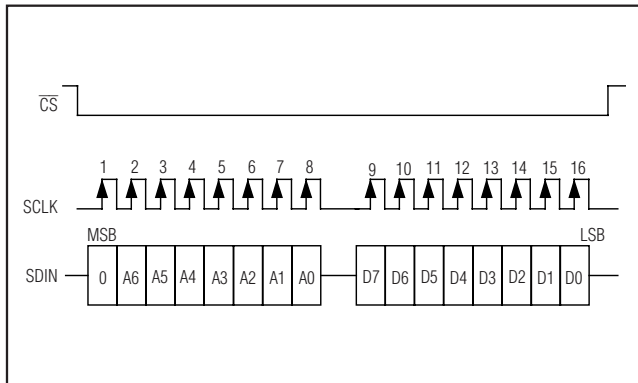 CS
1 2 3 4 5 6 7 8 9 10 11 12 13 14 15 16
SCLK
MSB LSB
SDIN 0 A6 A5 A4 A3 A2 A1 A0 D7 D6 D5 D4 D3 D2 D1 D0